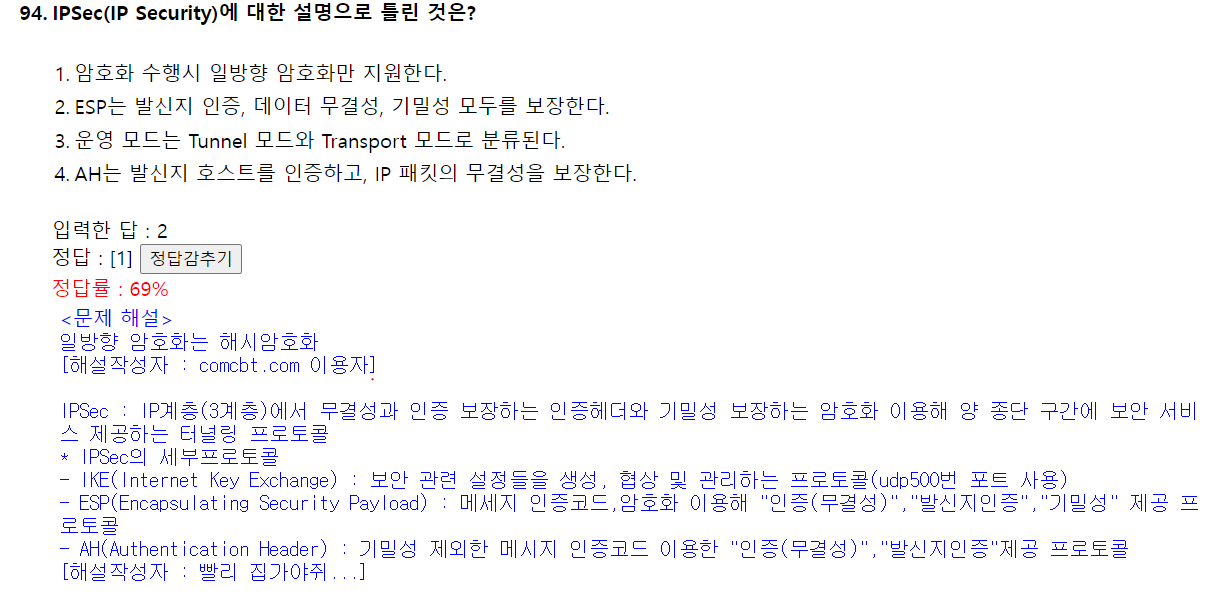 94. IPSec(IP Security)에 대한 설명으로 틀린 것은?
1. 암호화 수행시 일방향 암호화만 지원한다.
2. ESP는 발신지 인증, 데이터 무결성, 기밀성 모두를 보장한다.
3. 운영 모드는 Tunnel 모드와 Transport 모드로 분류된다.
4. AH는 발신지 호스트를 인증하고, IP 패킷의 무결성을 보장한다.
입력한 답 : 2
정답 : [1] 정답감추기
정답률 : 69%
<문제 해설>
일방향 암호화는 해시암호화
[해설작성자 : comcbt.com 이용자]
IPSec : IP계층(3계층)에서 무결성과 인증 보장하는 인증헤더와 기밀성 보장하는 암호화 이용해 양 종단 구간에 보안 서비
스 제공하는 터널링 프로토콜
* IPSec의 세부프로토콜
- IKE(Internet Key Exchange) : 보안 관련 설정들을 생성, 협상 및 관리하는 프로토콜(udp500번 포트 사용)
- ESP(Encapsulating Security Payload) : 메세지 인증코드,암호화 이용해 "인증(무결성)","발신지인증","기밀성" 제공 프
로토콜
- AH(Authentication Header) : 기밀성 제외한 메시지 인증코드 이용한 "인증(무결성)","발신지인증"제공 프로토콜
[해설작성자 : 빨리 집가야쥐...]